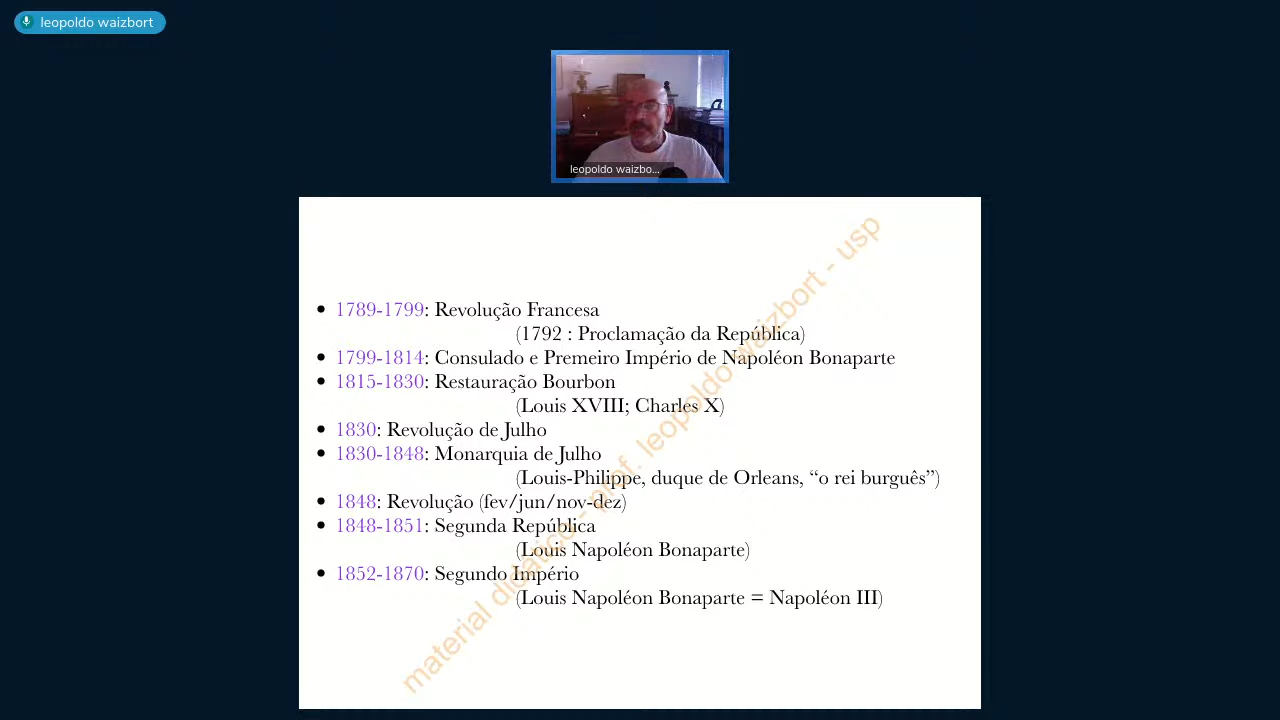 leopoldo waizbort
leopoldo waizbo...
• 1789-1799: Revolução Francesa
(1792 : Proclamação da República)
• 1799-1814: Consulado e Premeiro Império de Napoléon Bonaparte
• 1815-1830: Restauração Bourbon
(Louis XVIII; Charles X)
• 1830: Revolução de Julho
• 1830-1848: Monarquia de Julho
(Louis-Philippe, duque de Orleans, “o rei burguês”)
• 1848: Revolução (fev/jun/nov-dez)
• 1848-1851: Segunda República
(Louis Napoléon Bonaparte)
• 1852-1870: Segundo Império
(Louis Napoléon Bonaparte = Napoléon III)
material didático - prof. leopoldo waizbort - usp